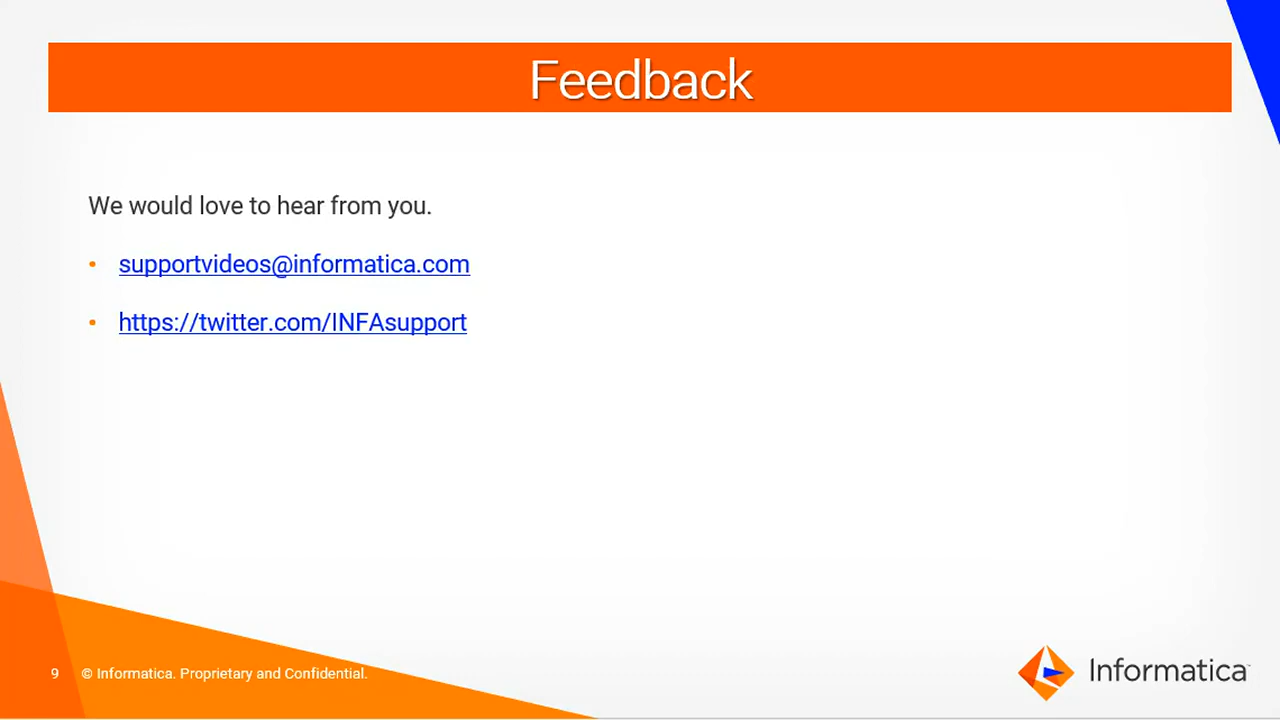 Feedback
We would love to hear from you.
• supportvideos@informatica.com
• https://twitter.com/INFAsupport
9 © Informatica. Proprietary and Confidential.
Informatica™